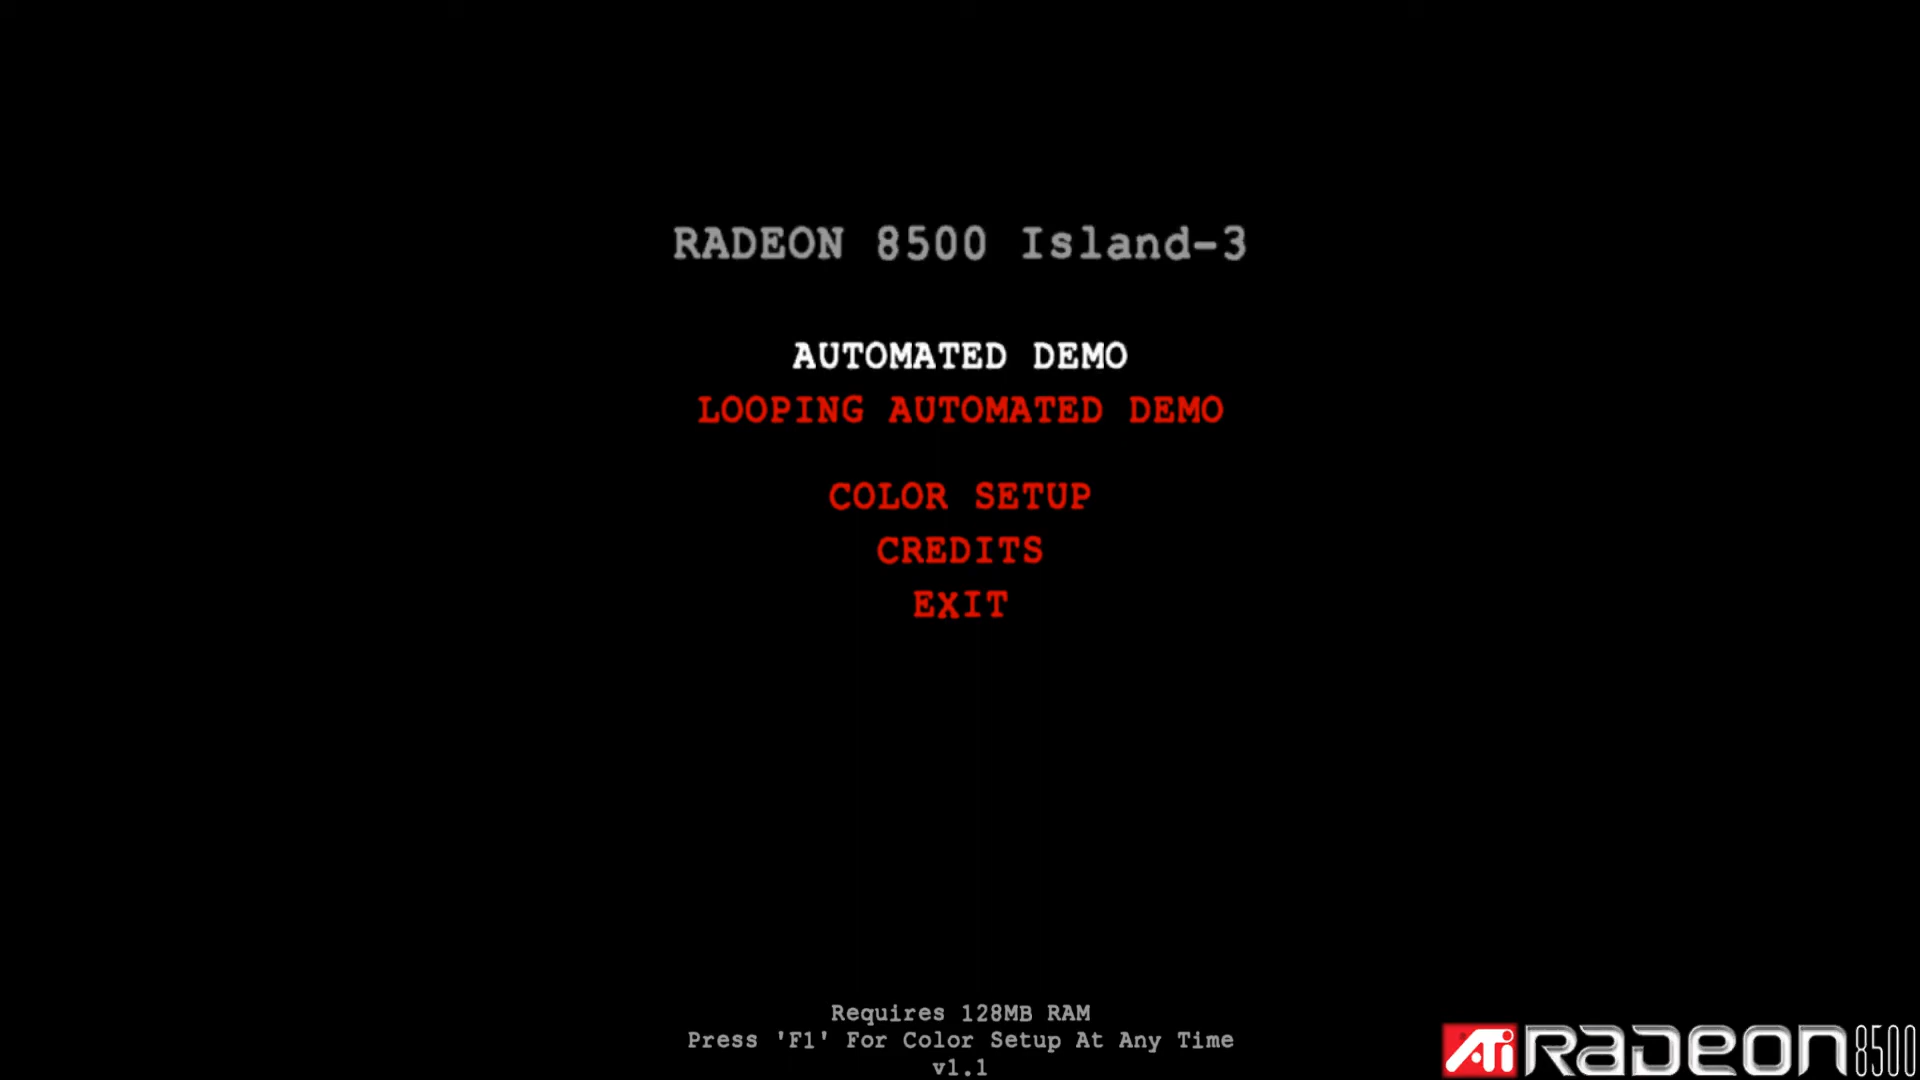 RADEON 8500 Island-3
AUTOMATED DEMO
LOOPING AUTOMATED DEMO
COLOR SETUP
CREDITS
EXIT
Requires 128MB RAM
Press 'F1' For Color Setup At Any Time
v1.1
ATi RADEON 8500